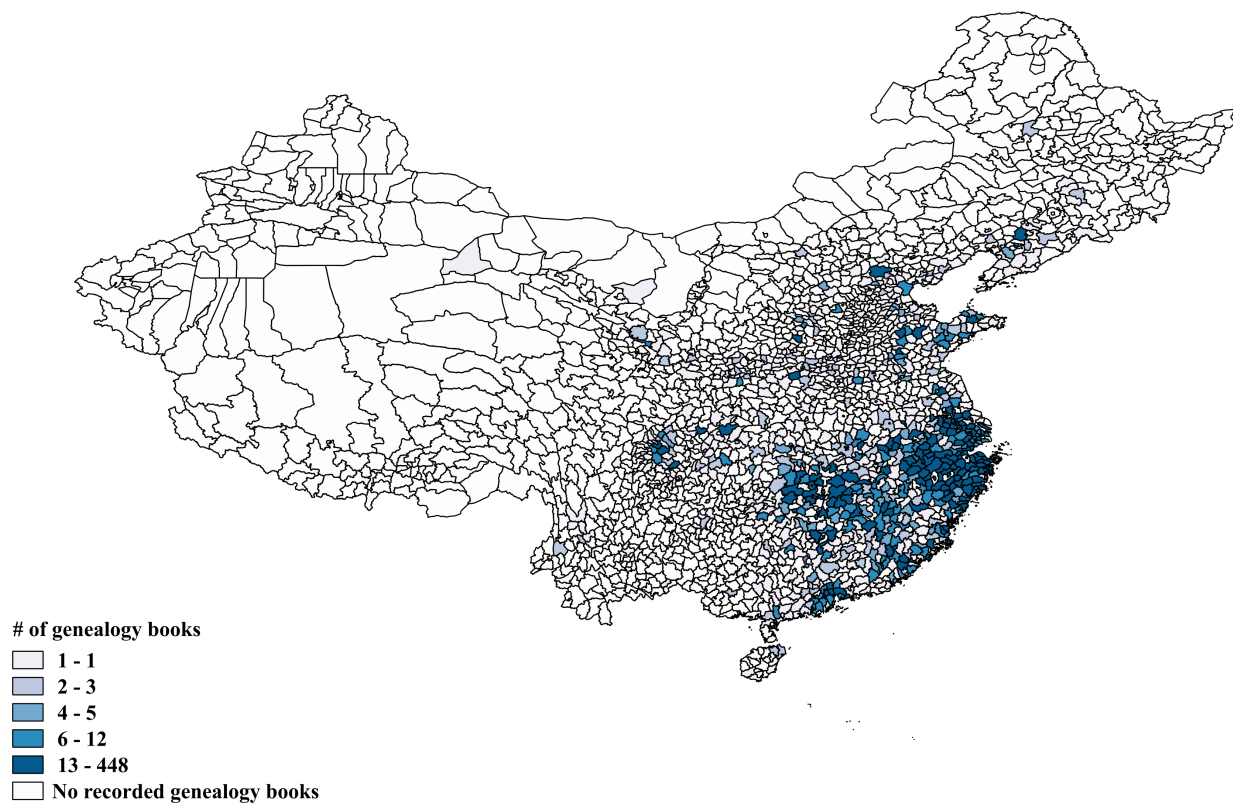 # of genealogy books
1 - 1
2 - 3
4 - 5
6 - 12
13 - 448
No recorded genealogy books